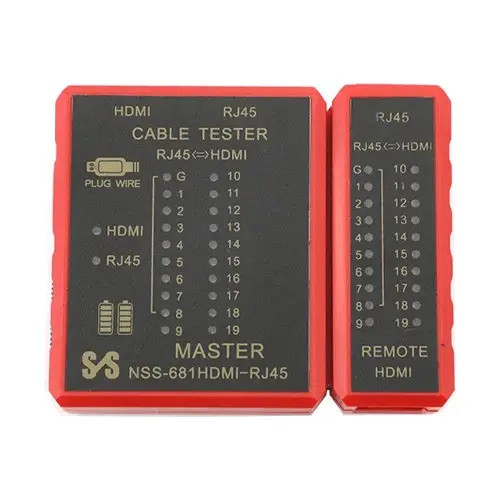 HDMI RJ45
CABLE TESTER
RJ45⇔HDMI
PLUG WIRE
G 10
1 11
2 12
3 13
4 14
5 15
6 16
7 17
8 18
9 19
HDMI
RJ45
MASTER
NSS-681HDMI-RJ45
RJ45
RJ45⇔HDMI
G 10
1 11
2 12
3 13
4 14
5 15
6 16
7 17
8 18
9 19
REMOTE
HDMI